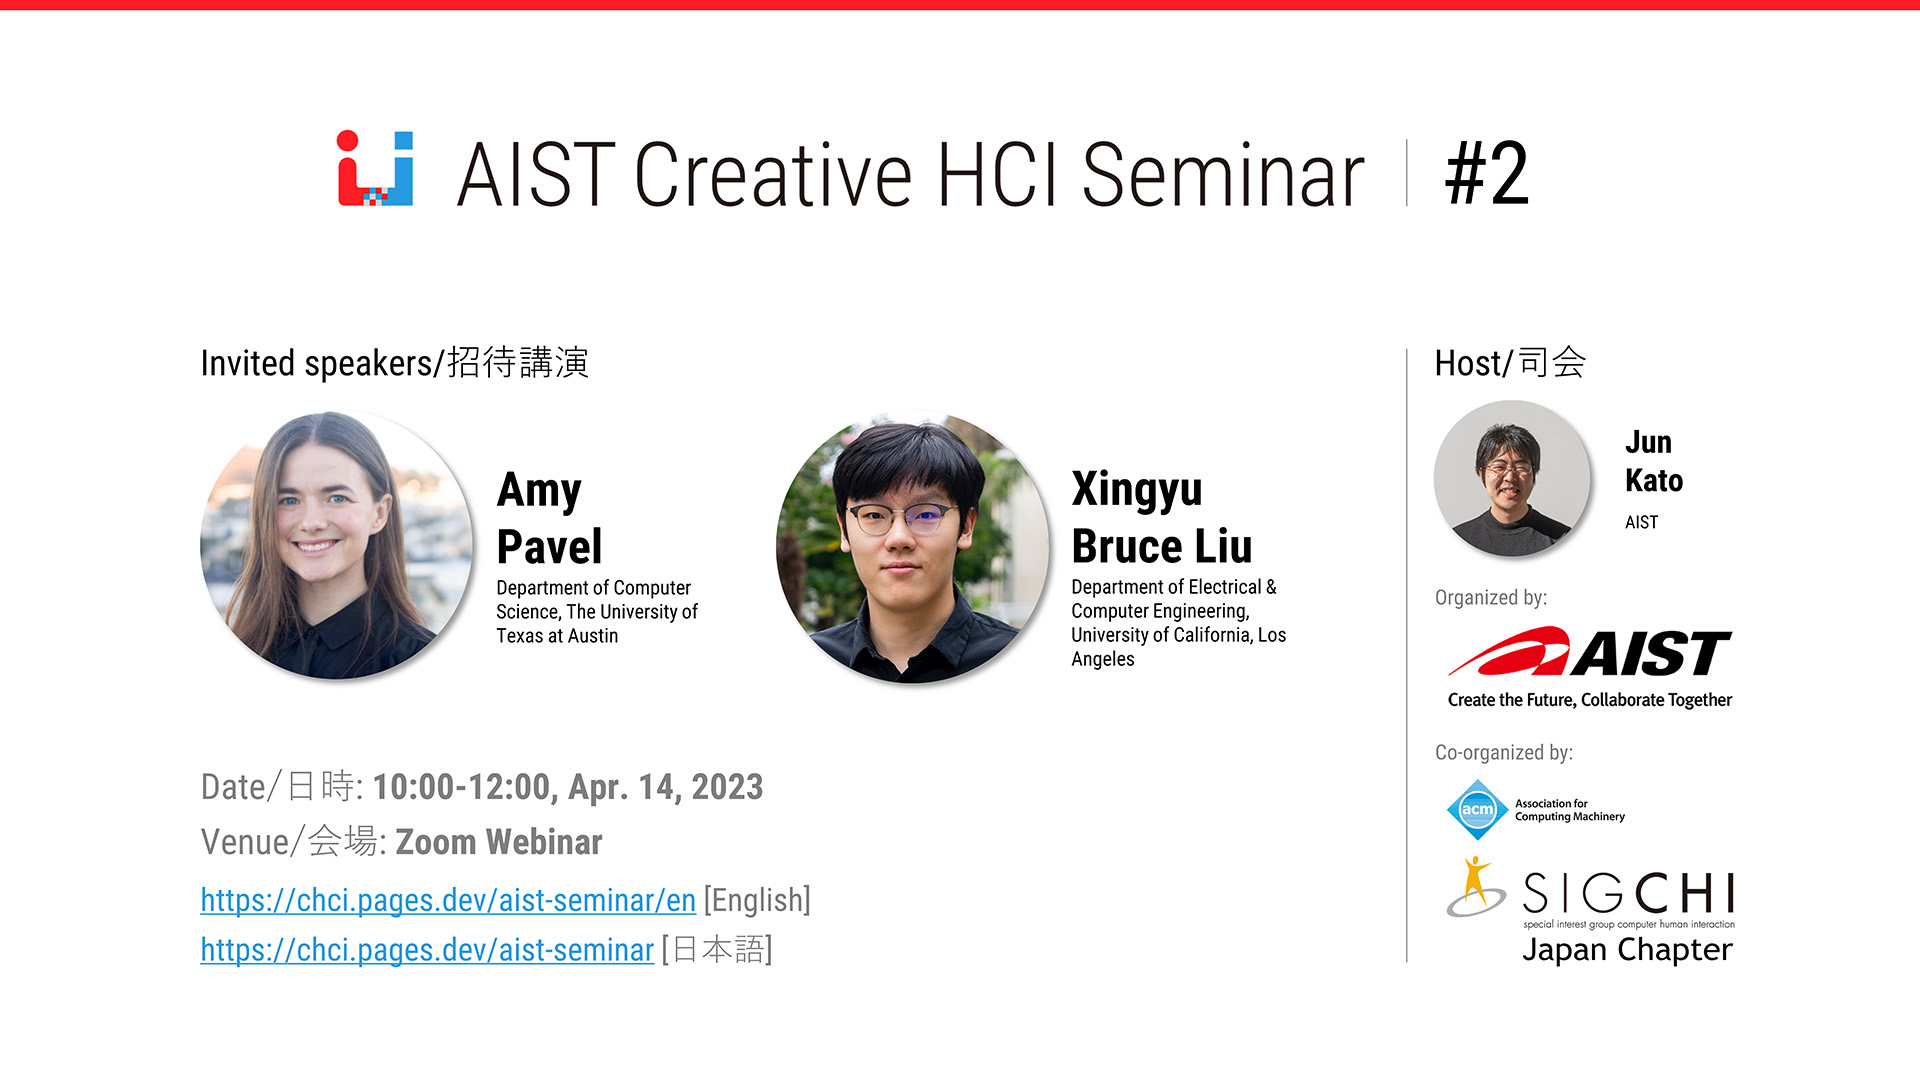 AIST Creative HCI Seminar #2
Invited speakers/招待講演
Amy
Pavel
Department of Computer
Science, The University of
Texas at Austin
Xingyu
Bruce Liu
Department of Electrical &
Computer Engineering,
University of California, Los
Angeles
Date/日時: 10:00-12:00, Apr. 14, 2023
Venue/会場: Zoom Webinar
https://chci.pages.dev/aist-seminar/en [English]
https://chci.pages.dev/aist-seminar [日本語]
Host/司会
Jun
Kato
AIST
Organized by:
AIST
Create the Future, Collaborate Together
Co-organized by:
acm
Association for
Computing Machinery
SIGCHI
special interest group computer human interaction
Japan Chapter